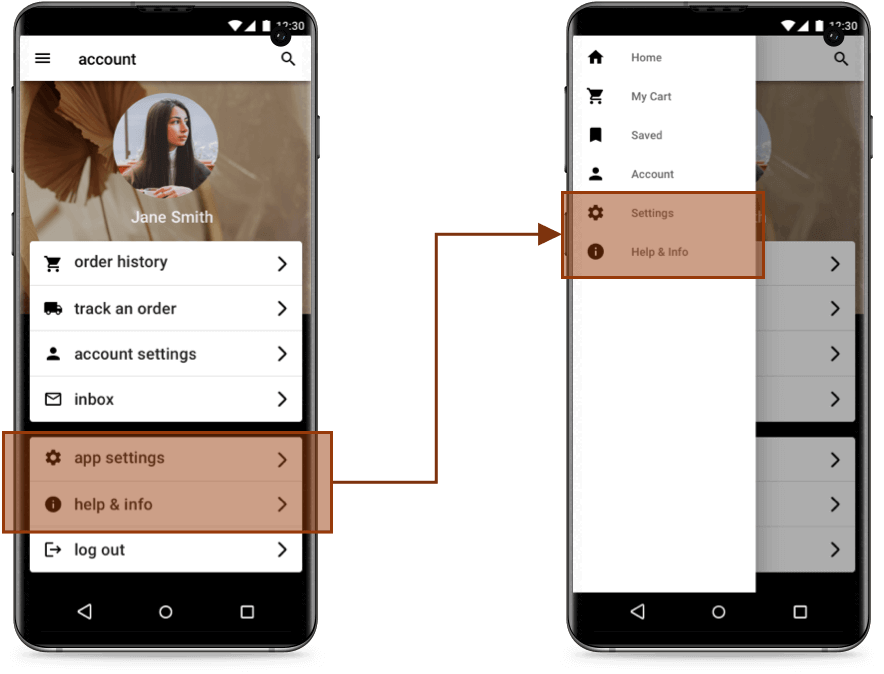 12:30
account
Jane Smith
order history
track an order
account settings
inbox
app settings
help & info
log out
12:30
Home
My Cart
Saved
Account
Settings
Help & Info